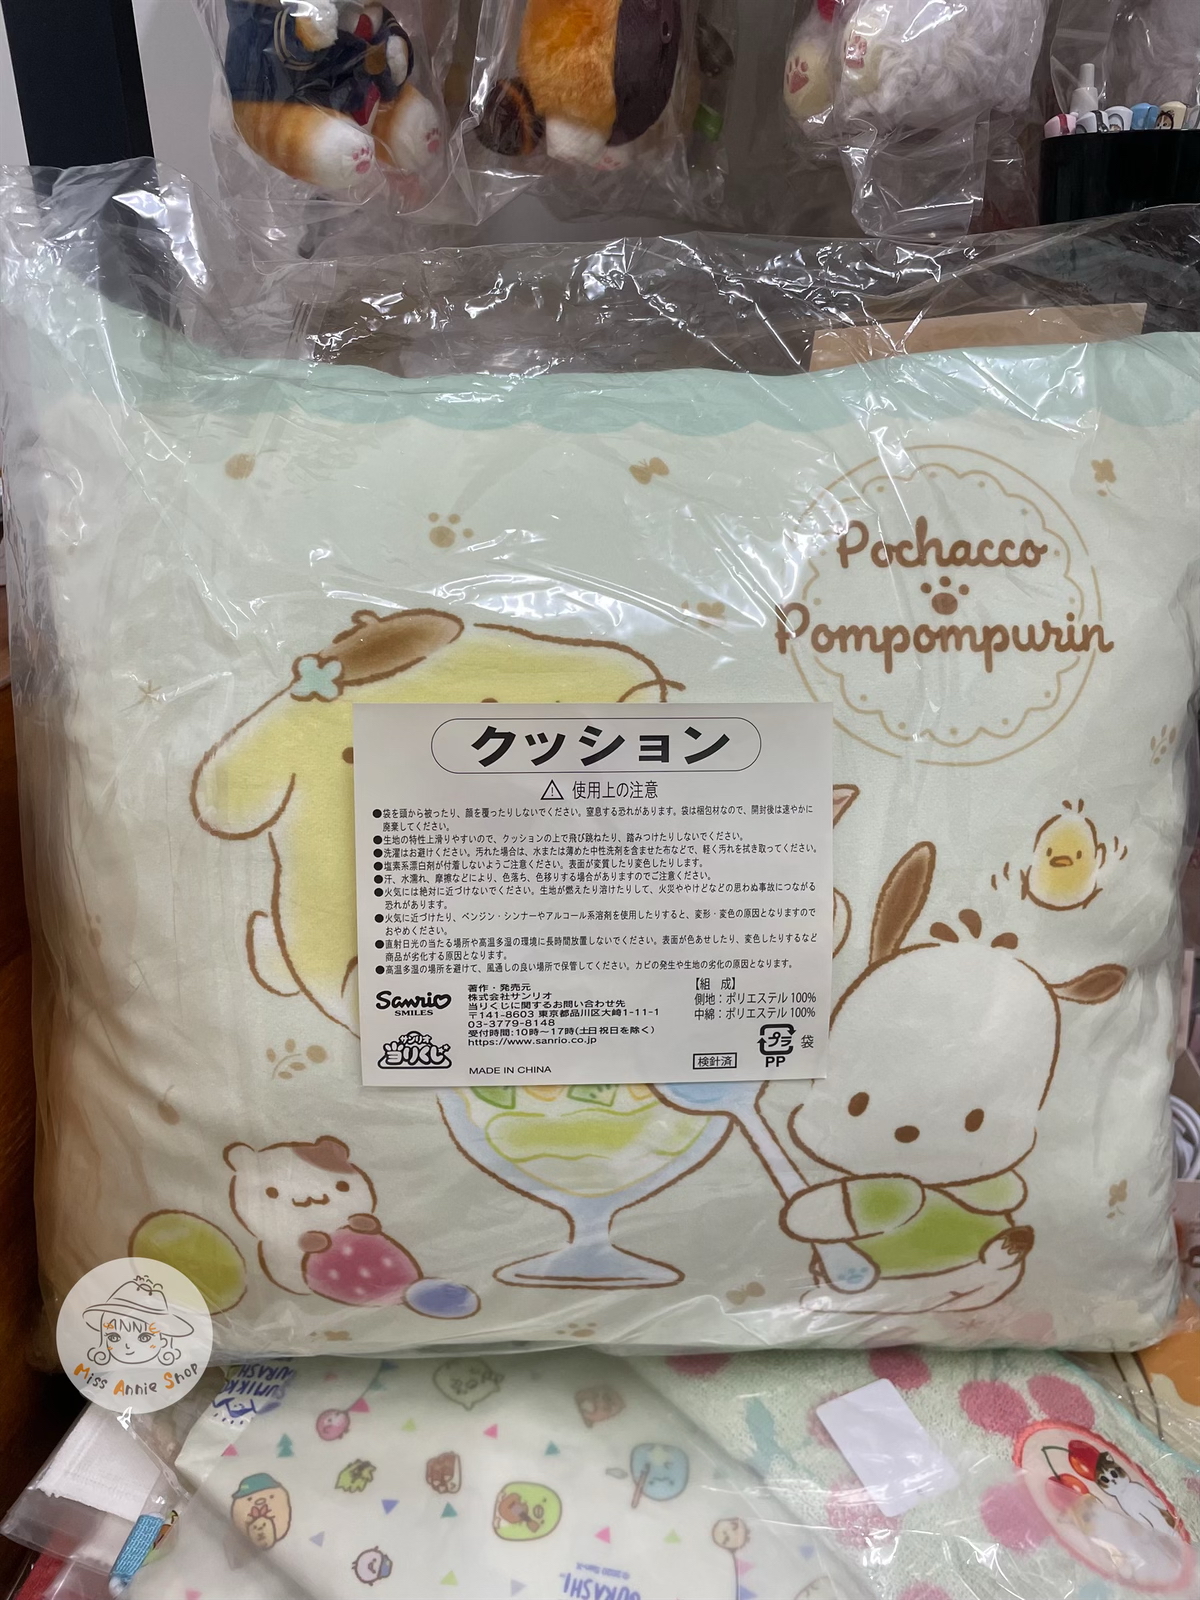 Pochacco
Pompompurin
クッション
使用上の注意
●袋を頭から被ったり、顔を覆ったりしないでください。窒息する恐れがあります。袋は梱包材なので、開封後は速やかに
廃棄してください。
●生地の特性上滑りやすいので、クッションの上で飛び跳ねたり、踏みつけたりしないでください。
●洗濯はお避けください。汚れた場合は、水または薄めた中性洗剤を含ませた布などで、軽く汚れを拭き取ってください。
●塩素系漂白剤が付着しないようご注意ください。表面が変質したり変色したりします。
●汗、水濡れ、摩擦などにより、色落ち、色移りする場合がありますのでご注意ください。
●火気には絶対に近づけないでください。生地が燃えたり溶けたりして、火災ややけどなどの思わぬ事故につながる
恐れがあります。
●火気に近づけたり、ベンジン・シンナーやアルコール系溶剤を使用したりすると、変形・変色の原因となりますので
おやめください。
●直射日光の当たる場所や高温多湿の環境に長時間放置しないでください。表面が色あせしたり、変色したりするなど
商品が劣化する原因となります。
●高温多湿の場所を避けて、風通しの良い場所で保管してください。カビの発生や生地の劣化の原因となります。
Sanrio
SMILES
サンリオ
当りくじ
著作・発売元
株式会社サンリオ
当りくじに関するお問い合わせ先
〒141-8603 東京都品川区大崎1-11-1
03-3779-8148
受付時間：10時〜17時(土日祝日を除く)
https://www.sanrio.co.jp
MADE IN CHINA
【組 成】
側地：ポリエステル 100%
中綿：ポリエステル 100%
検針済
プラ
PP
袋
ANNIE
Miss Annie Shop
SUMIKKO
GURASHI